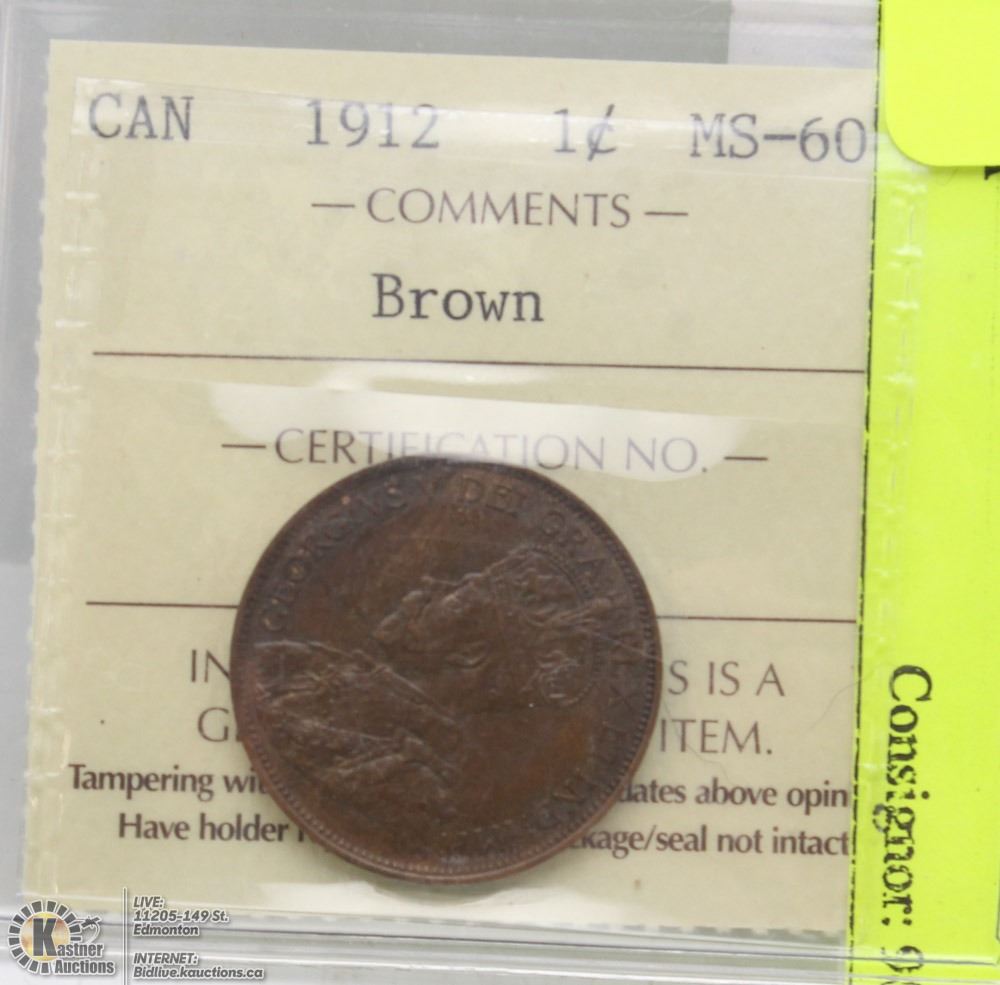 CAN 1912 1¢ MS-60
— COMMENTS —
Brown
— CERTIFICATION NO. —
IN S IS A
G ITEM.
Tampering wi dates above opin
Have holder kage/seal not intact
GEORGIVS V DEI GRA
Consignor:
LIVE:
11205-149 St.
Edmonton
INTERNET:
Bidlive.kauctions.ca
Kastner
Auctions